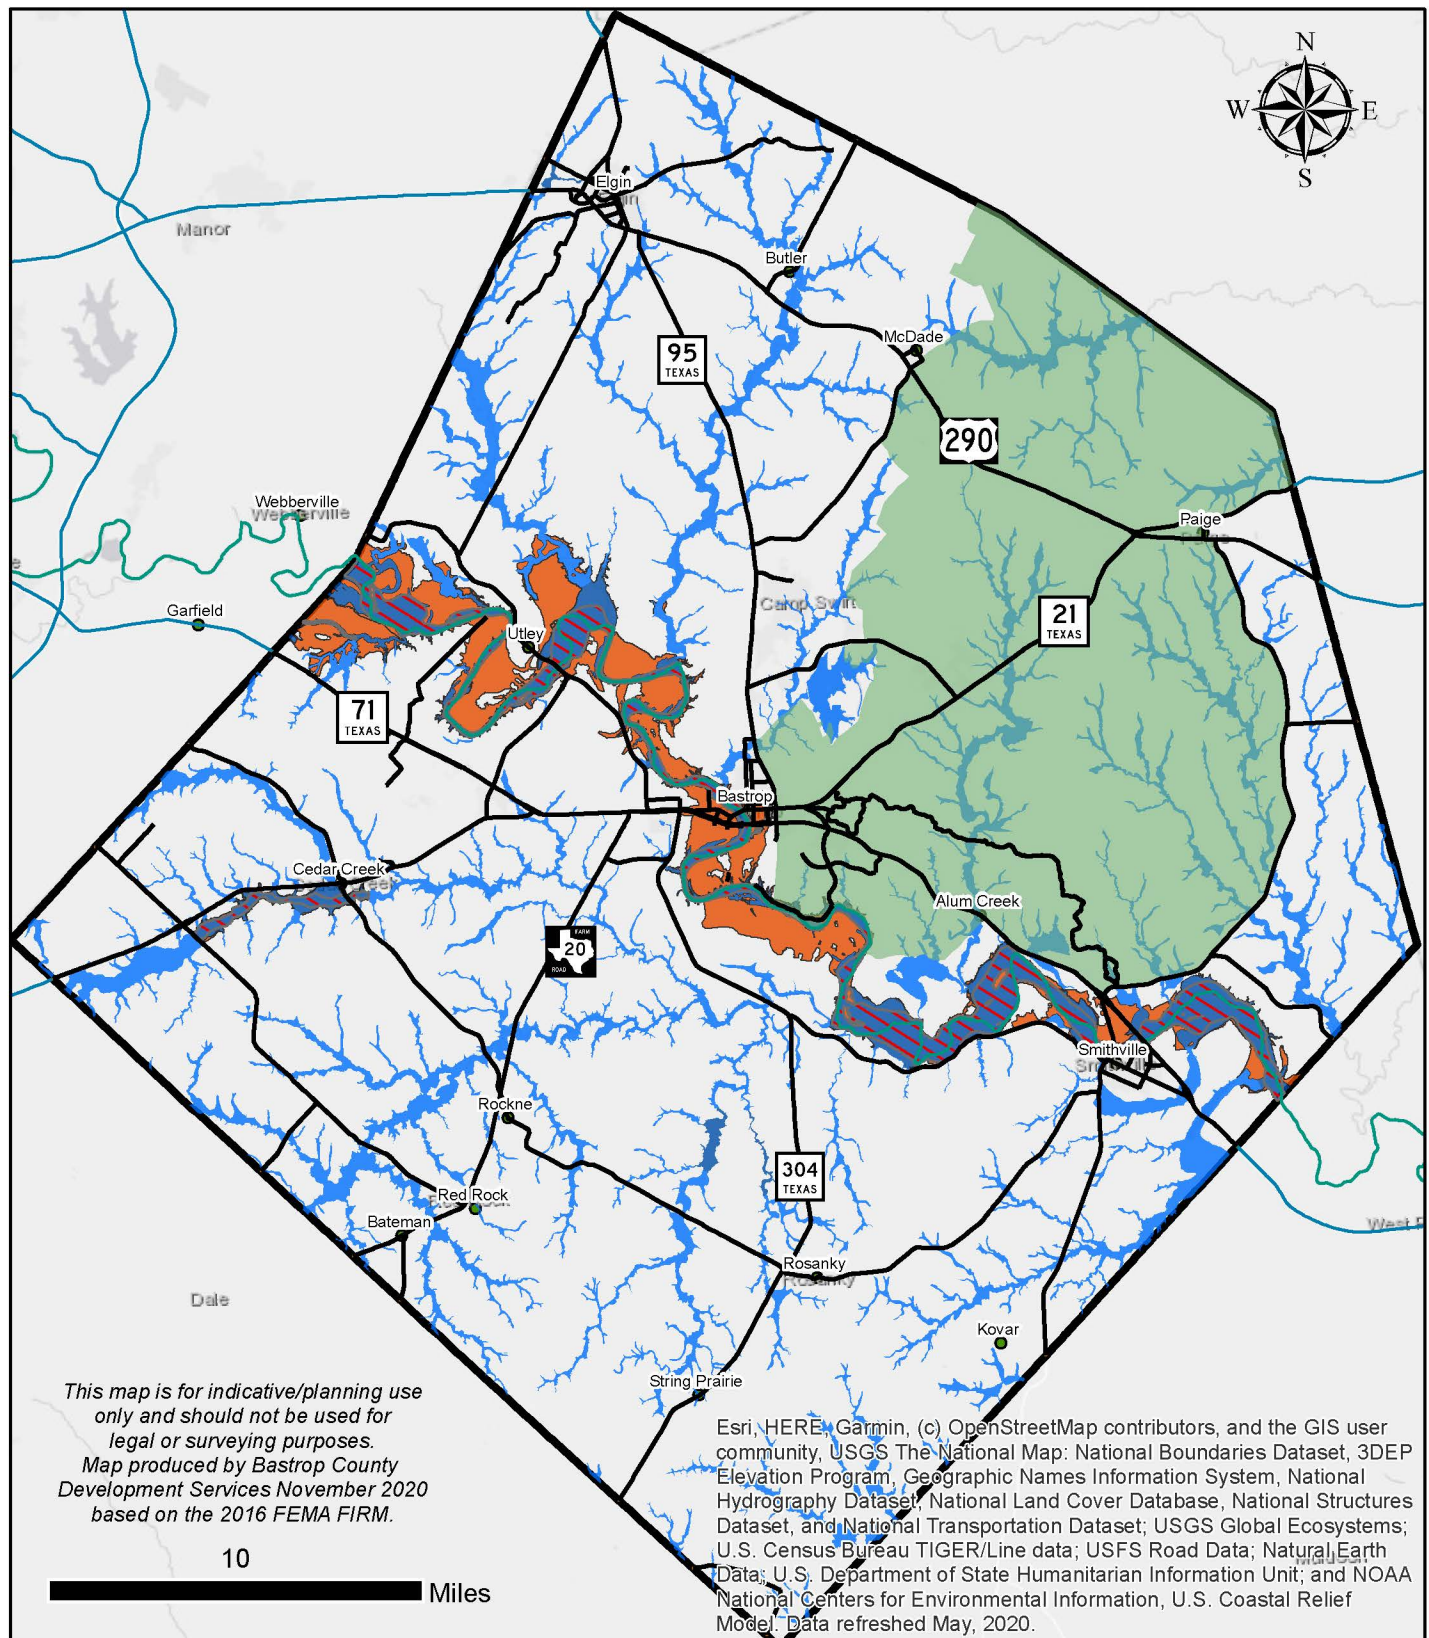 N
W E
S
Elgin
Manor
Butler
McDade
95
TEXAS
290
Webberville
Webberville
Paige
Garfield
Camp Swift
21
TEXAS
Utley
71
TEXAS
Bastrop
Cedar Creek
Alum Creek
FARM
20
ROAD
Smithville
Smithville
Rockne
304
TEXAS
Red Rock
Bateman
West P
Rosanky
Rosanky
Dale
Kovar
String Prairie
This map is for indicative/planning use
only and should not be used for
legal or surveying purposes.
Map produced by Bastrop County
Development Services November 2020
based on the 2016 FEMA FIRM.
10
Miles
Esri, HERE, Garmin, (c) OpenStreetMap contributors, and the GIS user
community, USGS The National Map: National Boundaries Dataset, 3DEP
Elevation Program, Geographic Names Information System, National
Hydrography Dataset, National Land Cover Database, National Structures
Dataset, and National Transportation Dataset; USGS Global Ecosystems;
U.S. Census Bureau TIGER/Line data; USFS Road Data; Natural Earth
Data; U.S. Department of State Humanitarian Information Unit; and NOAA
National Centers for Environmental Information, U.S. Coastal Relief
Model. Data refreshed May, 2020.